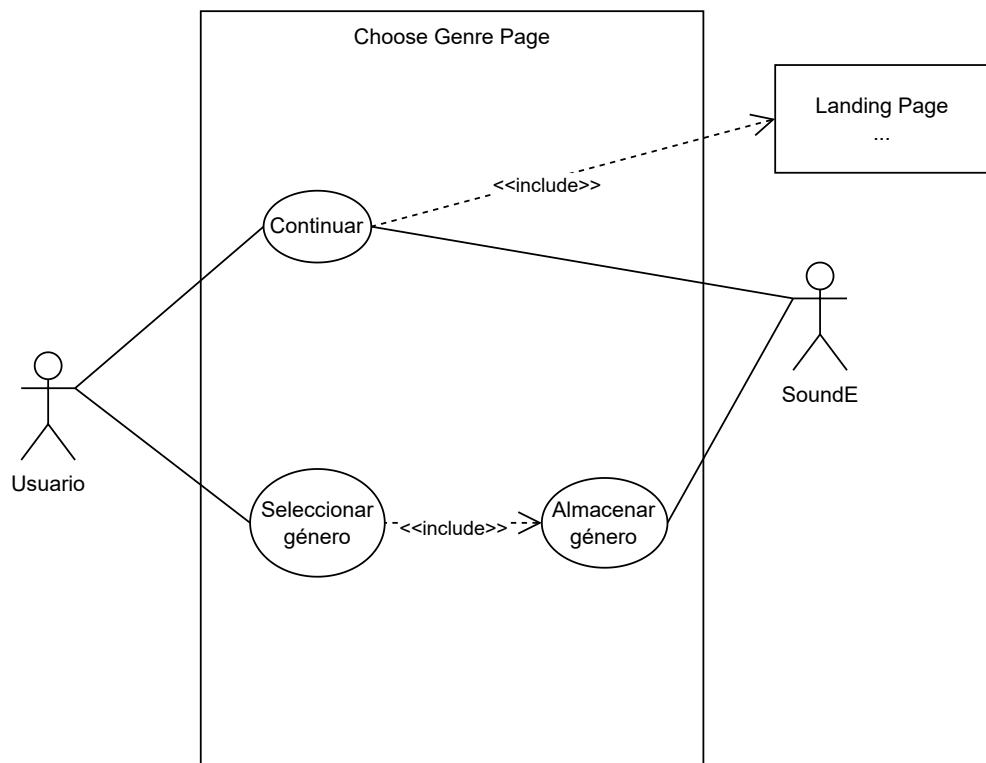 Choose Genre Page
Landing Page
...
<<include>>
Continuar
SoundE
Usuario
Seleccionar
género
<<include>>
Almacenar
género